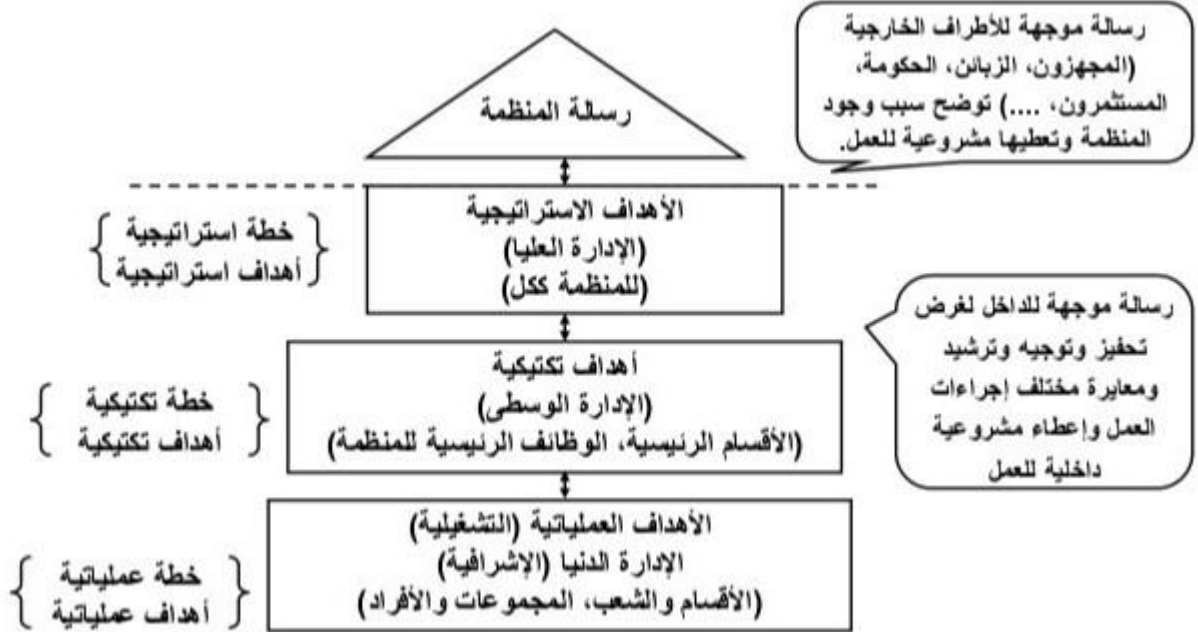 رسالة موجهة للأطراف الخارجية
(المجهزون، الزبائن، الحكومة،
المستثمرون، ....) توضح سبب وجود
المنظمة وتعطيها مشروعية للعمل.
رسالة المنظمة
الأهداف الاستراتيجية
(الإدارة العليا)
(للمنظمة ككل)
خطة استراتيجية
أهداف استراتيجية
رسالة موجهة للداخل لغرض
تحفيز وتوجيه وترشيد
ومعايرة مختلف إجراءات
العمل وإعطاء مشروعية
داخلية للعمل
أهداف تكتيكية
(الإدارة الوسطى)
(الأقسام الرئيسية، الوظائف الرئيسية للمنظمة)
خطة تكتيكية
أهداف تكتيكية
الأهداف العملياتية (التشغيلية)
الإدارة الدنيا (الإشرافية)
(الأقسام والشعب، المجموعات والأفراد)
خطة عملياتية
أهداف عملياتية